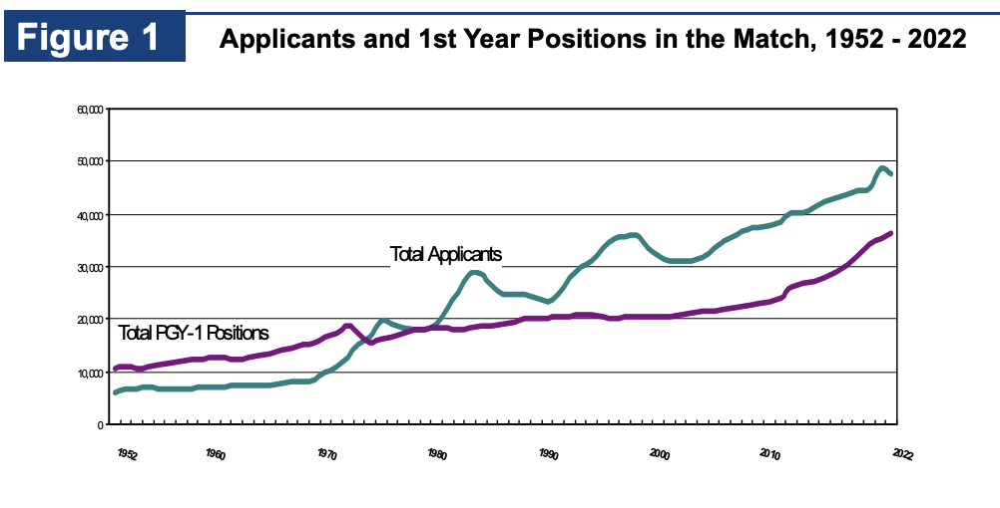 Figure 1
Applicants and 1st Year Positions in the Match, 1952 - 2022
60,000
50,000
40,000
Total Applicants
30,000
20,000
Total PGY-1 Positions
10,000
0
1952 1960 1970 1980 1990 2000 2010 2022